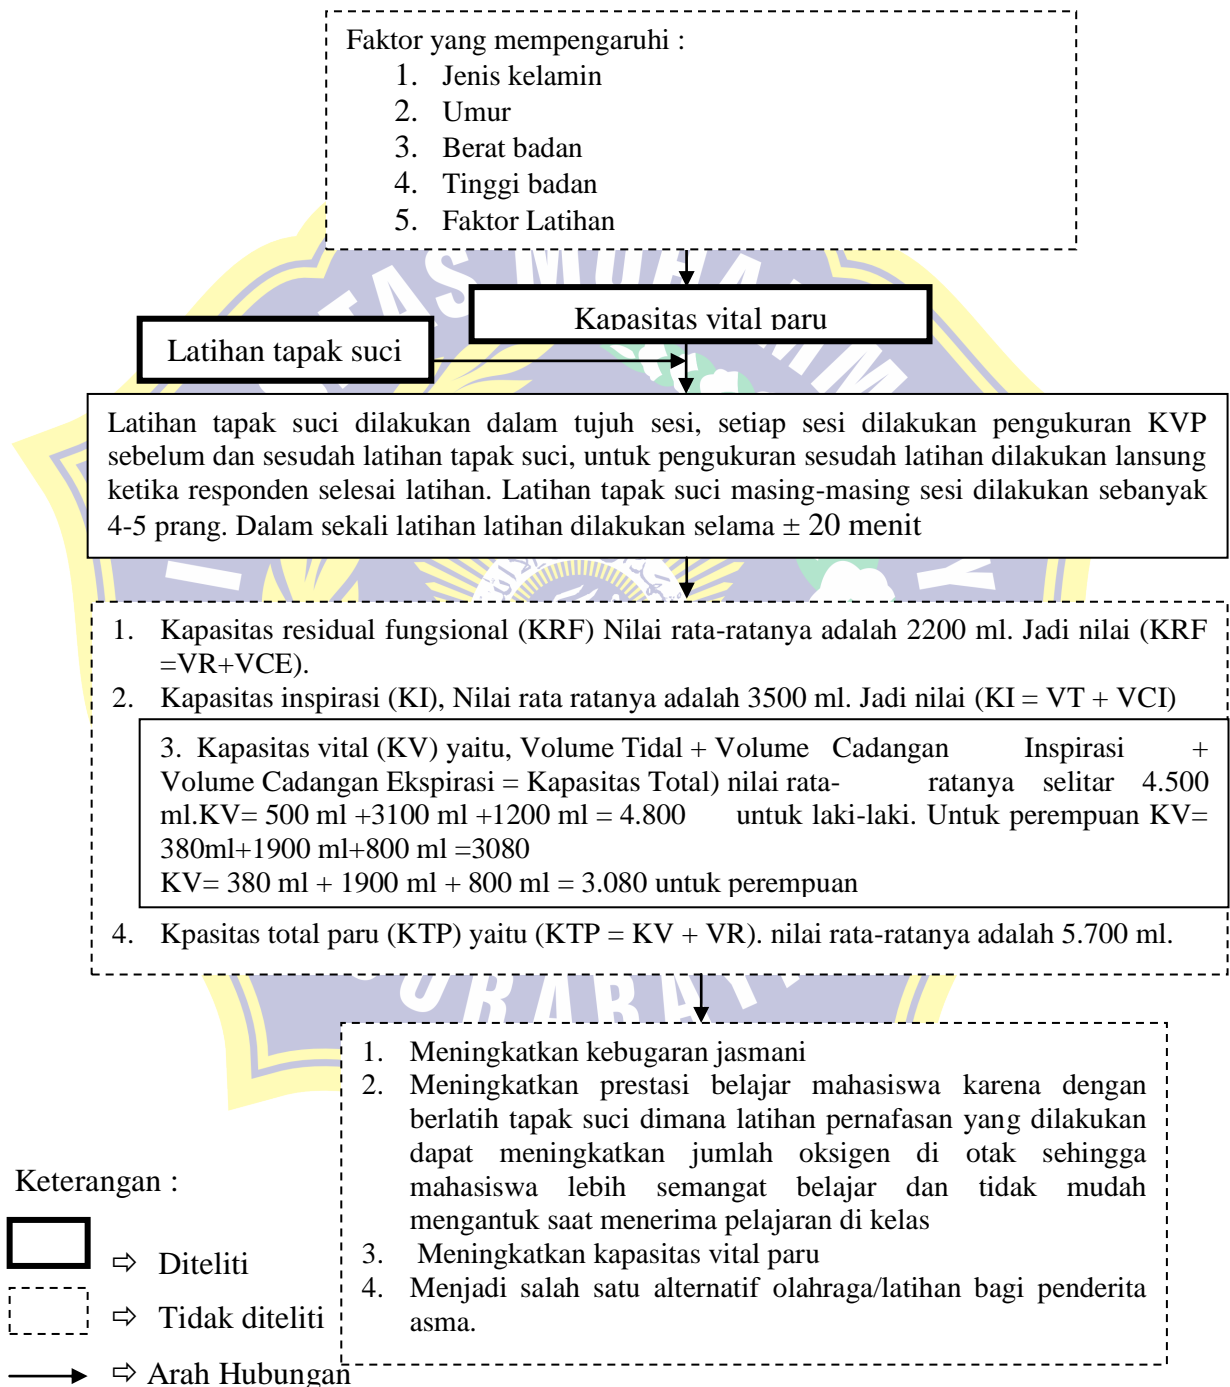 Faktor yang mempengaruhi :
1. Jenis kelamin
2. Umur
3. Berat badan
4. Tinggi badan
5. Faktor Latihan
Kapasitas vital paru
Latihan tapak suci
Latihan tapak suci dilakukan dalam tujuh sesi, setiap sesi dilakukan pengukuran KVP
sebelum dan sesudah latihan tapak suci, untuk pengukuran sesudah latihan dilakukan lansung
ketika responden selesai latihan. Latihan tapak suci masing-masing sesi dilakukan sebanyak
4-5 prang. Dalam sekali latihan latihan dilakukan selama ± 20 menit
1. Kapasitas residual fungsional (KRF) Nilai rata-ratanya adalah 2200 ml. Jadi nilai (KRF
=VR+VCE).
2. Kapasitas inspirasi (KI), Nilai rata ratanya adalah 3500 ml. Jadi nilai (KI = VT + VCI)
3. Kapasitas vital (KV) yaitu, Volume Tidal + Volume Cadangan Inspirasi +
Volume Cadangan Ekspirasi = Kapasitas Total) nilai rata- ratanya selitar 4.500
ml.KV= 500 ml +3100 ml +1200 ml = 4.800 untuk laki-laki. Untuk perempuan KV=
380ml+1900 ml+800 ml =3080
KV= 380 ml + 1900 ml + 800 ml = 3.080 untuk perempuan
4. Kpasitas total paru (KTP) yaitu (KTP = KV + VR). nilai rata-ratanya adalah 5.700 ml.
1. Meningkatkan kebugaran jasmani
2. Meningkatkan prestasi belajar mahasiswa karena dengan
berlatih tapak suci dimana latihan pernafasan yang dilakukan
dapat meningkatkan jumlah oksigen di otak sehingga
mahasiswa lebih semangat belajar dan tidak mudah
mengantuk saat menerima pelajaran di kelas
3. Meningkatkan kapasitas vital paru
4. Menjadi salah satu alternatif olahraga/latihan bagi penderita
asma.
Keterangan :
⇨ Diteliti
⇨ Tidak diteliti
⇨ Arah Hubungan